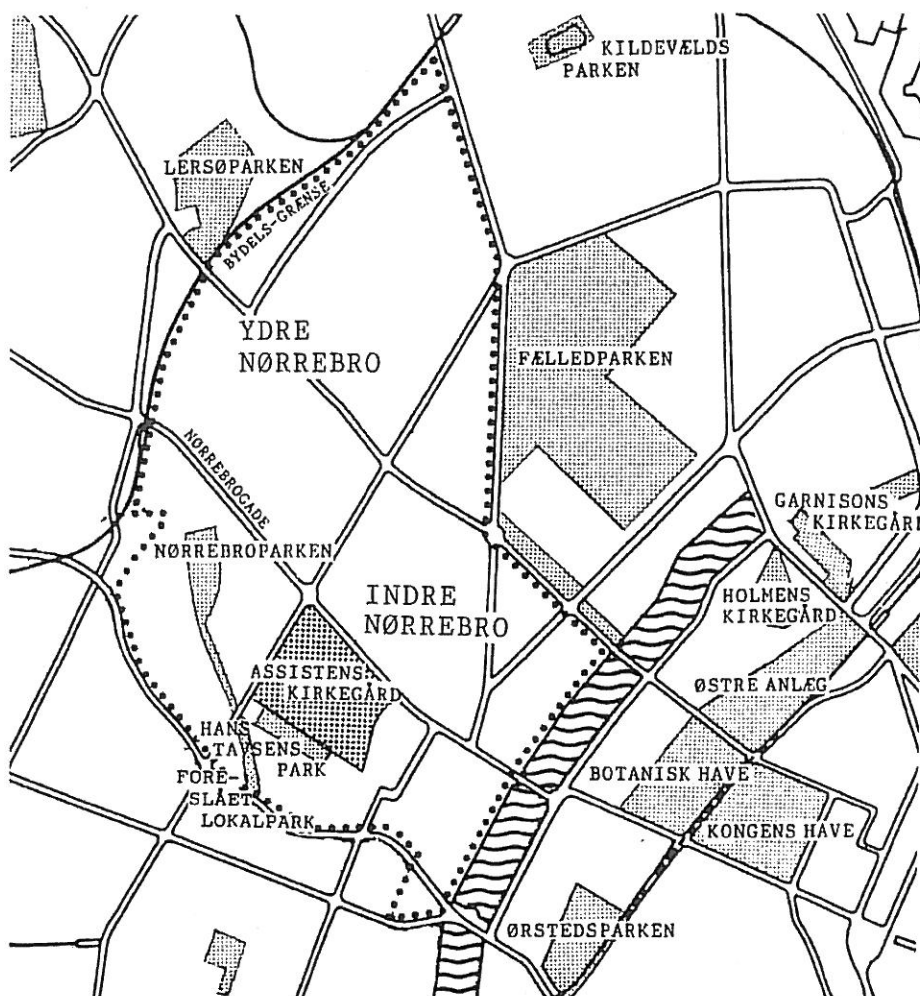 KILDEVÆLDS
PARKEN
LERSØPARKEN
BYDELS-GRÆNSE
YDRE
NØRREBRO
FÆLLEDPARKEN
NØRREBROGADE
GARNISONS
KIRKEGÅRD
NØRREBROPARKEN
INDRE
NØRREBRO
HOLMENS
KIRKEGÅRD
ASSISTENS
KIRKEGÅRD
ØSTRE ANLÆG
HANS
TAVSENS
PARK
FORE-
SLÅET
LOKALPARK
BOTANISK HAVE
KONGENS HAVE
ØRSTEDSPARKEN